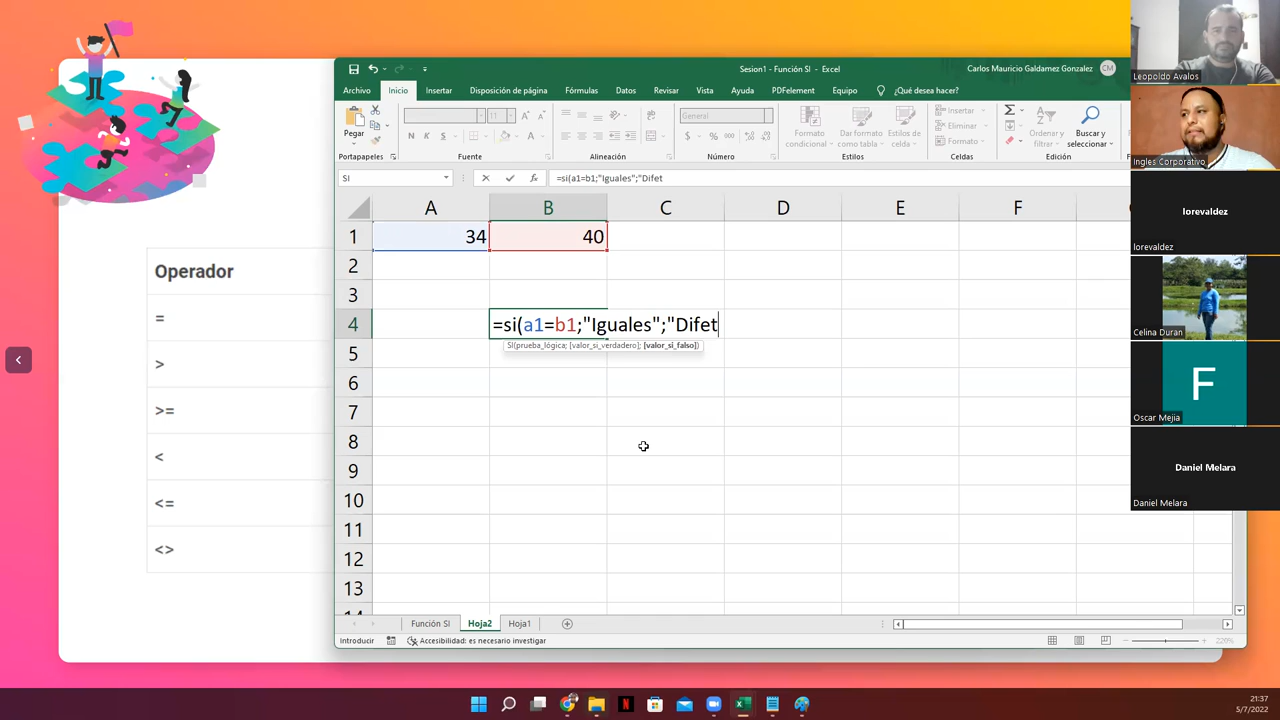 Sesion1 - Función SI - Excel
Carlos Mauricio Galdamez Gonzalez
CM
Archivo
Inicio
Insertar
Disposición de página
Fórmulas
Datos
Revisar
Vista
Ayuda
PDFelement
Equipo
¿Qué desea hacer?
Pegar
11
General
Formato condicional
Dar formato como tabla
Estilos de celda
Insertar
Eliminar
Formato
Ordenar y filtrar
Buscar y seleccionar
Portapapeles
Fuente
Alineación
Número
Estilos
Celdas
Edición
SI
=si(a1=b1;"Iguales";"Difet
A B C D E F
1 34 40
2
3
4 =si(a1=b1;"Iguales";"Difet
SI(prueba_lógica; [valor_si_verdadero]; [valor_si_falso])
5
6
7
8
9
10
11
12
13
14
Función SI
Hoja2
Hoja1
Introducir
Accesibilidad: es necesario investigar
220%
Operador
=
>
>=
<
<=
<>
Leopoldo Avalos
Ingles Corporativo
lorevaldez
lorevaldez
Celina Duran
F
Oscar Mejia
Daniel Melara
Daniel Melara
21:37
5/7/2022